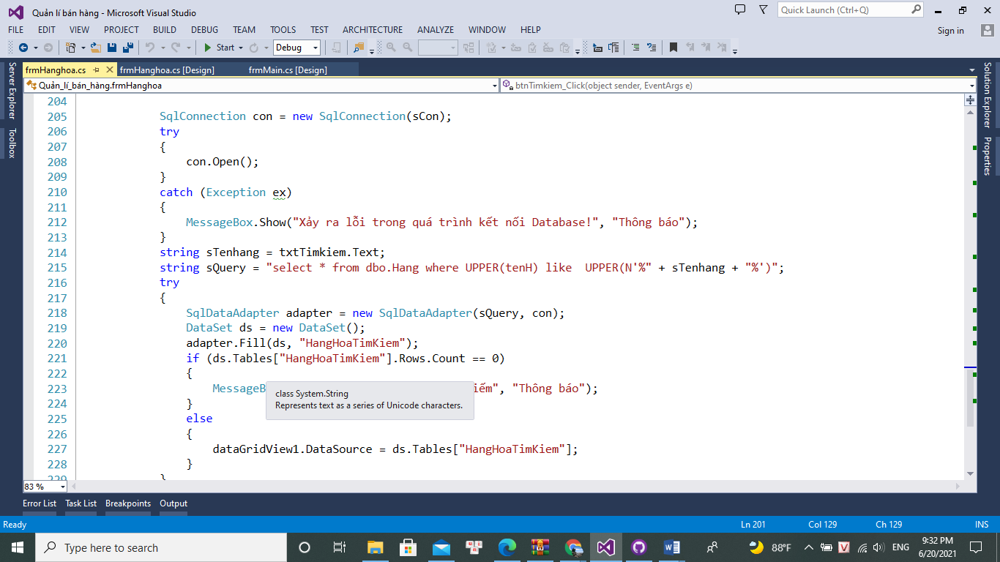 Quản lí bán hàng - Microsoft Visual Studio
Quick Launch (Ctrl+Q)
FILE EDIT VIEW PROJECT BUILD DEBUG TEAM TOOLS TEST ARCHITECTURE ANALYZE WINDOW HELP
Sign in
Start Debug
Server Explorer
Toolbox
Solution Explorer
Properties
frmHanghoa.cs frmHanghoa.cs [Design] frmMain.cs [Design]
Quản_lí_bán_hàng.frmHanghoa btnTimkiem_Click(object sender, EventArgs e)
204
205 SqlConnection con = new SqlConnection(sCon);
206 try
207 {
208 con.Open();
209 }
210 catch (Exception ex)
211 {
212 MessageBox.Show("Xảy ra lỗi trong quá trình kết nối Database!", "Thông báo");
213 }
214 string sTenhang = txtTimkiem.Text;
215 string sQuery = "select * from dbo.Hang where UPPER(tenH) like  UPPER(N'%" + sTenhang + "%')";
216 try
217 {
218 SqlDataAdapter adapter = new SqlDataAdapter(sQuery, con);
219 DataSet ds = new DataSet();
220 adapter.Fill(ds, "HangHoaTimKiem");
221 if (ds.Tables["HangHoaTimKiem"].Rows.Count == 0)
222 {
223 MessageB iếm", "Thông báo");
class System.String
Represents text as a series of Unicode characters.
224 }
225 else
226 {
227 dataGridView1.DataSource = ds.Tables["HangHoaTimKiem"];
228 }
229 }
83 %
Error List Task List Breakpoints Output
Ready Ln 201 Col 129 Ch 129 INS
Type here to search
88°F ENG
9:32 PM
6/20/2021